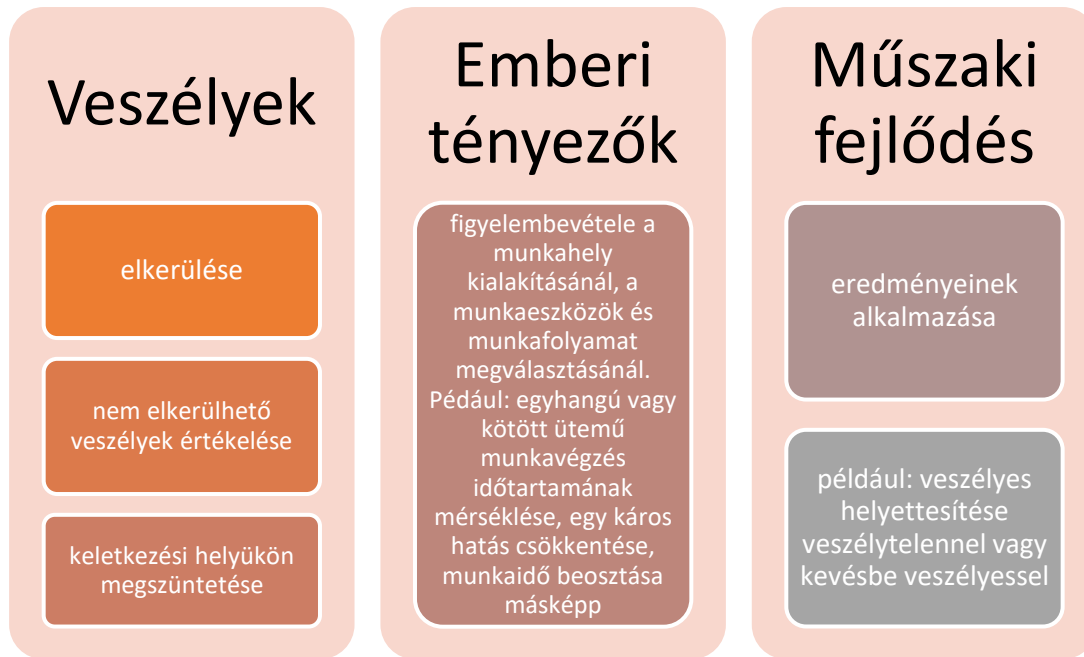 Veszélyek
elkerülése
nem elkerülhető
veszélyek értékelése
keletkezési helyükön
megszüntetése
Emberi
tényezők
figyelembevétele a
munkahely
kialakításánál, a
munkaeszközök és
munkafolyamat
megválasztásánál.
Pédául: egyhangú vagy
kötött ütemű
munkavégzés
időtartamának
mérséklése, egy káros
hatás csökkentése,
munkaidő beosztása
másképp
Műszaki
fejlődés
eredményeinek
alkalmazása
például: veszélyes
helyettesítése
veszélytelennel vagy
kevésbe veszélyessel